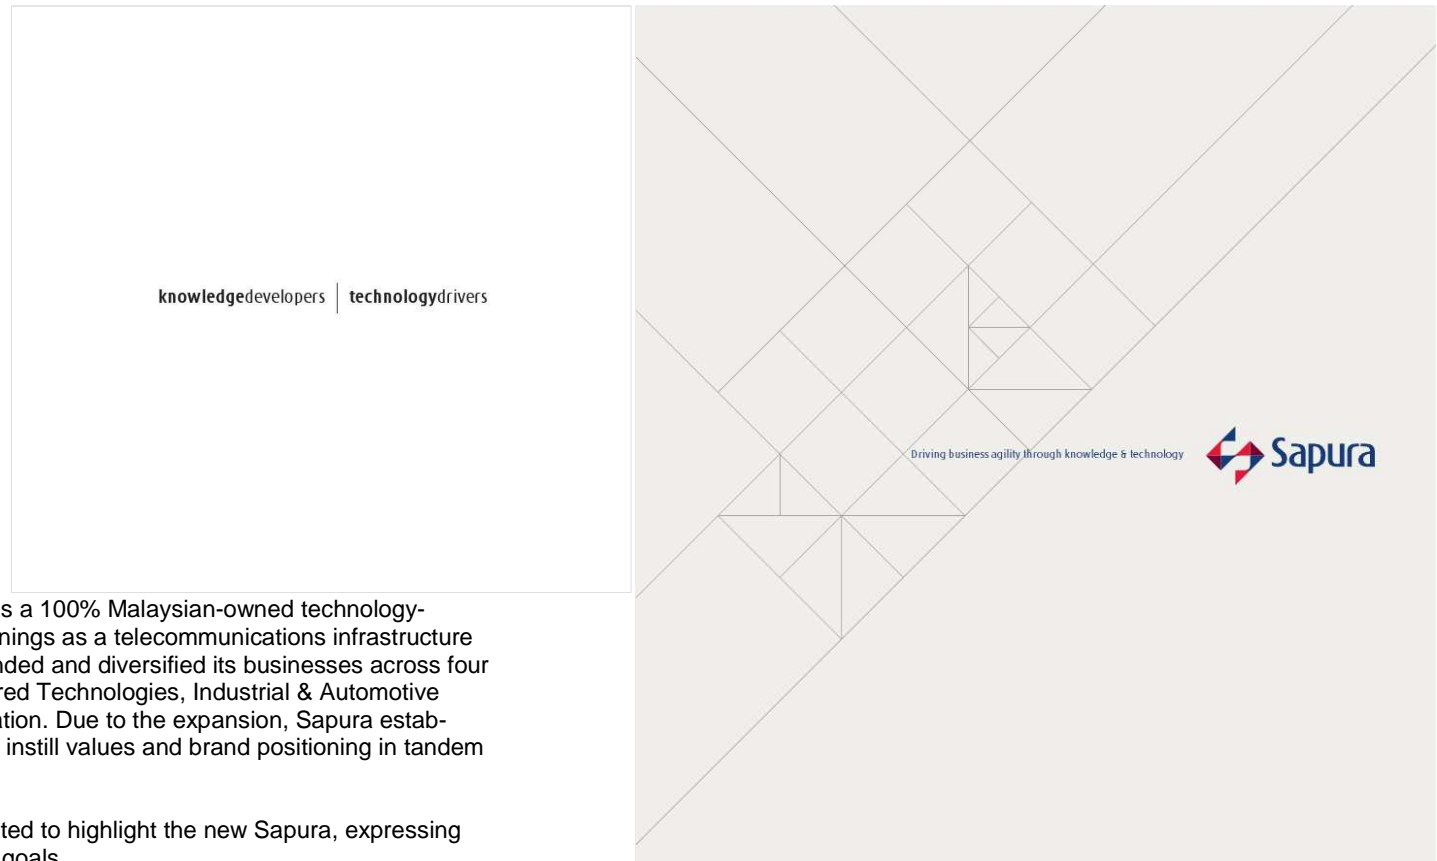 knowledgedevelopers | technologydrivers
Driving business agility through knowledge & technology
Sapura
s a 100% Malaysian-owned technology-
nings as a telecommunications infrastructure
nded and diversified its businesses across four
red Technologies, Industrial & Automotive
ation. Due to the expansion, Sapura estab-
instill values and brand positioning in tandem
ted to highlight the new Sapura, expressing
goals